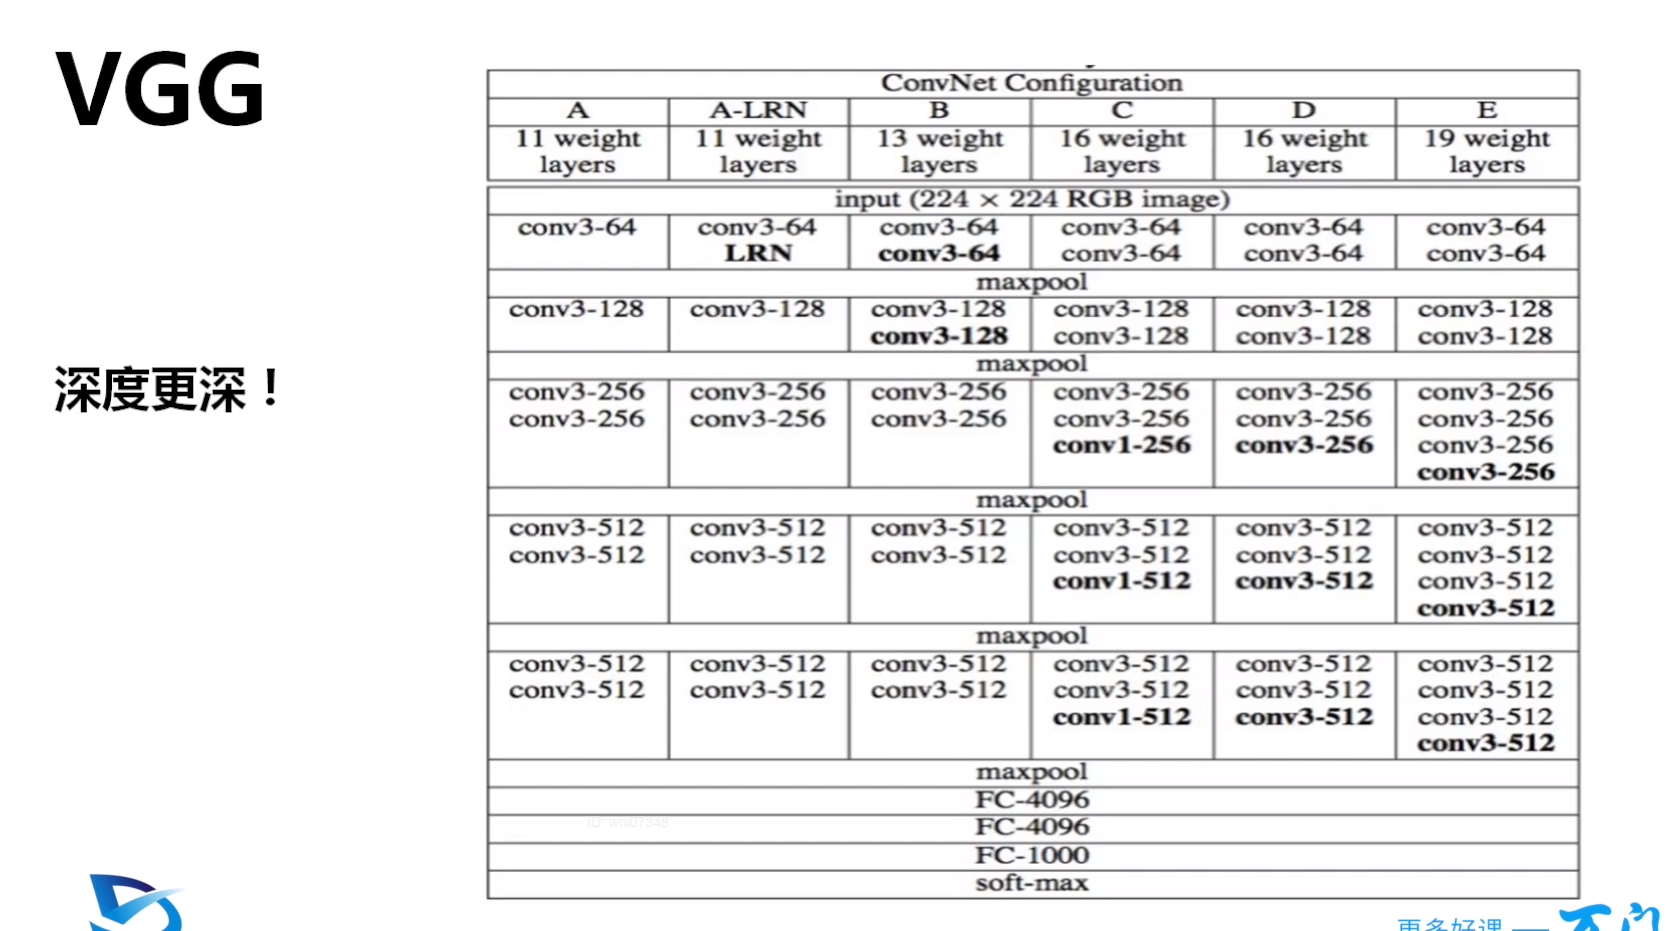 VGG
深度更深！
ConvNet Configuration
A A-LRN B C D E
11 weight layers 11 weight layers 13 weight layers 16 weight layers 16 weight layers 19 weight layers
input (224 × 224 RGB image)
conv3-64 conv3-64 conv3-64 conv3-64 conv3-64 conv3-64
LRN conv3-64 conv3-64 conv3-64 conv3-64
maxpool
conv3-128 conv3-128 conv3-128 conv3-128 conv3-128 conv3-128
conv3-128 conv3-128 conv3-128 conv3-128
maxpool
conv3-256 conv3-256 conv3-256 conv3-256 conv3-256 conv3-256
conv3-256 conv3-256 conv3-256 conv3-256 conv3-256 conv3-256
conv1-256 conv3-256 conv3-256
conv3-256
maxpool
conv3-512 conv3-512 conv3-512 conv3-512 conv3-512 conv3-512
conv3-512 conv3-512 conv3-512 conv3-512 conv3-512 conv3-512
conv1-512 conv3-512 conv3-512
conv3-512
maxpool
conv3-512 conv3-512 conv3-512 conv3-512 conv3-512 conv3-512
conv3-512 conv3-512 conv3-512 conv3-512 conv3-512 conv3-512
conv1-512 conv3-512 conv3-512
conv3-512
maxpool
FC-4096
ID: wni07348
FC-4096
FC-1000
soft-max
更多好课 — 万门